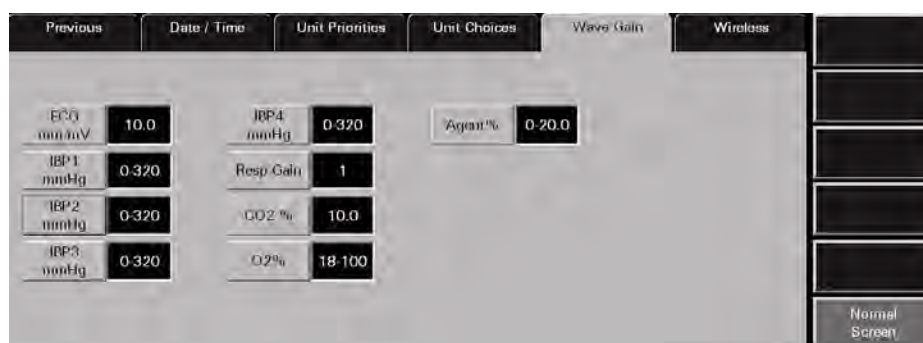 Previous
Date / Time
Unit Priorities
Unit Choices
Wave Gain
Wireless
ECG
mm/mV
10.0
IBP4
mmHg
0-320
Agent%
0-20.0
IBP1
mmHg
0-320
Resp Gain
1
IBP2
mmHg
0-320
CO2 %
10.0
IBP3
mmHg
0-320
O2%
18-100
Normal
Screen